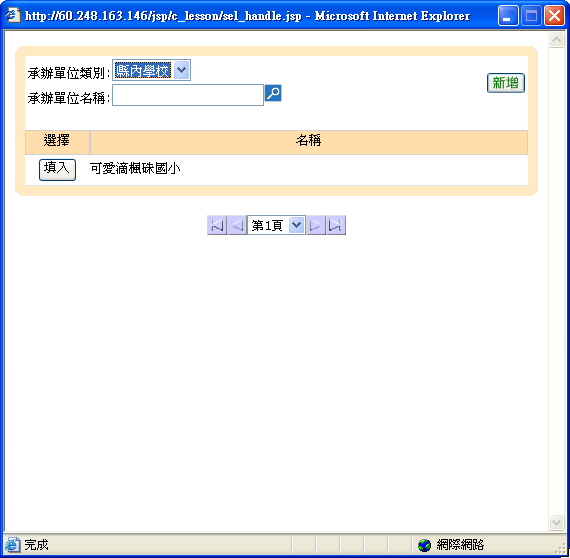 http://60.248.163.146/jsp/c_lesson/sel_handle.jsp - Microsoft Internet Explorer
承辦單位類別: 縣內學校
新增
承辦單位名稱:
選擇 名稱
填入 可愛滴楓硃國小
第1頁
完成 網際網路